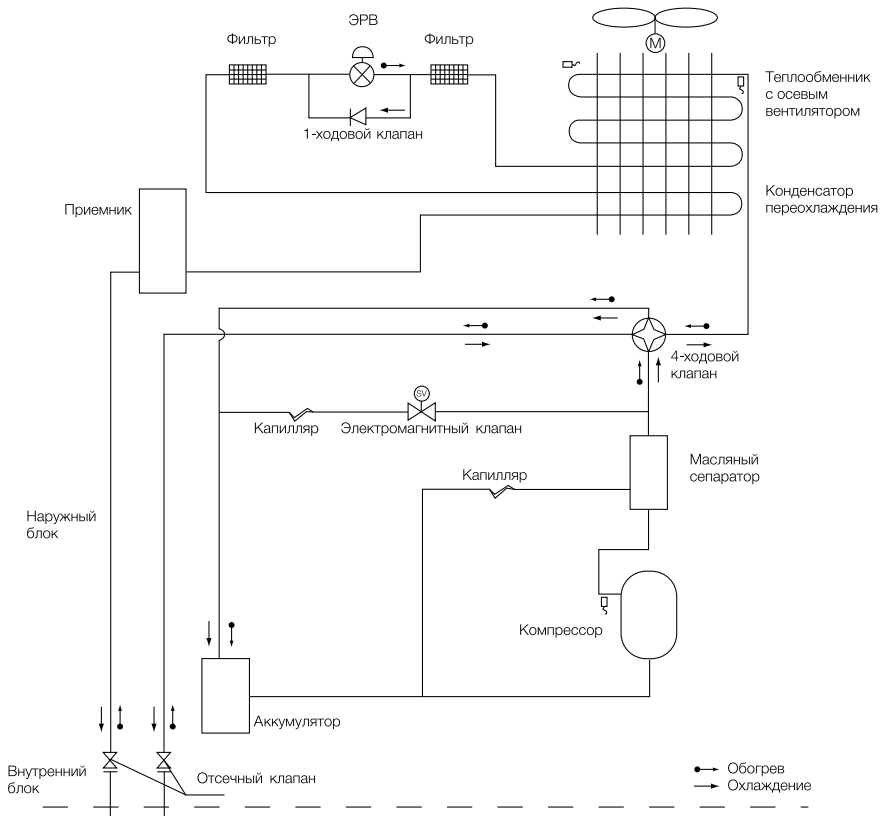 ЭРВ
Фильтр
Фильтр
M
1-ходовой клапан
Теплообменник
с осевым
вентилятором
Приемник
Конденсатор
переохлаждения
4-ходовой
клапан
SV
Капилляр
Электромагнитный клапан
Масляный
сепаратор
Капилляр
Наружный
блок
Компрессор
Аккумулятор
Внутренний
блок
Отсечный клапан
Обогрев
Охлаждение